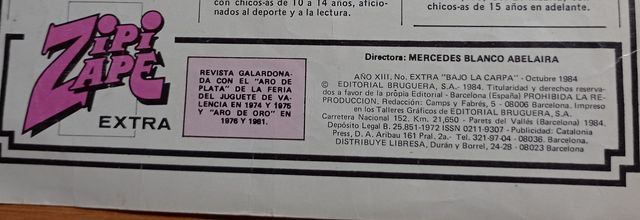 con chicos-as de 10 a 14 años, aficio-
nados al deporte y a la lectura.
chicos-as de 15 años en adelante.
ZIPI
ZAPE
EXTRA
REVISTA GALARDONA-
DA CON EL "ARO DE
PLATA" DE LA FERIA
DEL JUGUETE DE VA-
LENCIA EN 1974 Y 1975
Y "ARO DE ORO" EN
1976 Y 1981.
Directora: MERCEDES BLANCO ABELAIRA
AÑO XIII. No. EXTRA "BAJO LA CARPA" - Octubre 1984
© EDITORIAL BRUGUERA, S.A.- 1984. Titularidad y derechos reserva-
dos a favor de la própia Editorial - Barcelona (España) PROHIBIDA LA RE-
PRODUCCION. Redacción: Camps y Fabrés, 5 - 08006 Barcelona. Impreso
en los Talleres Gráficos de EDITORIAL BRUGUERA, S.A.
Carretera Nacional 152. Km. 21,650 - Parets del Vallés (Barcelona) 1984.
Depósito Legal B. 25.851-1972 ISSN 0211-9307 - Publicidad: Catalonia
Press, D. A. Aribau 161 Pral. 2a.- Tel. 321-97-04 - 08036. Barcelona.
DISTRIBUYE LIBRESA, Durán y Borrel, 24-28 - 08023 Barcelona